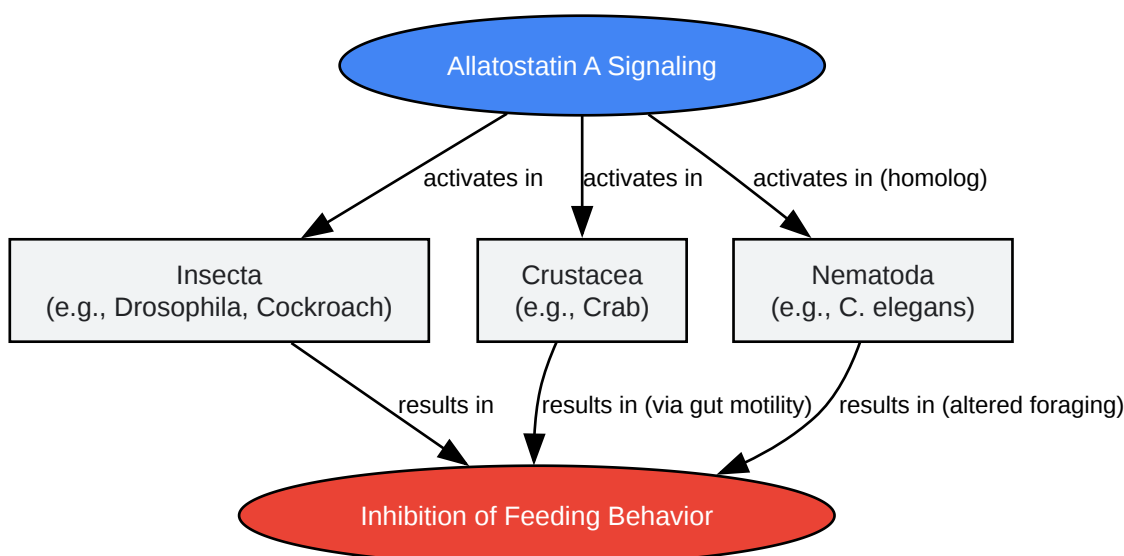 Allatostatin A Signaling
activates in
activates in
activates in (homolog)
Insecta
(e.g., Drosophila, Cockroach)
Crustacea
(e.g., Crab)
Nematoda
(e.g., C. elegans)
results in
results in (via gut motility)
results in (altered foraging)
Inhibition of Feeding Behavior